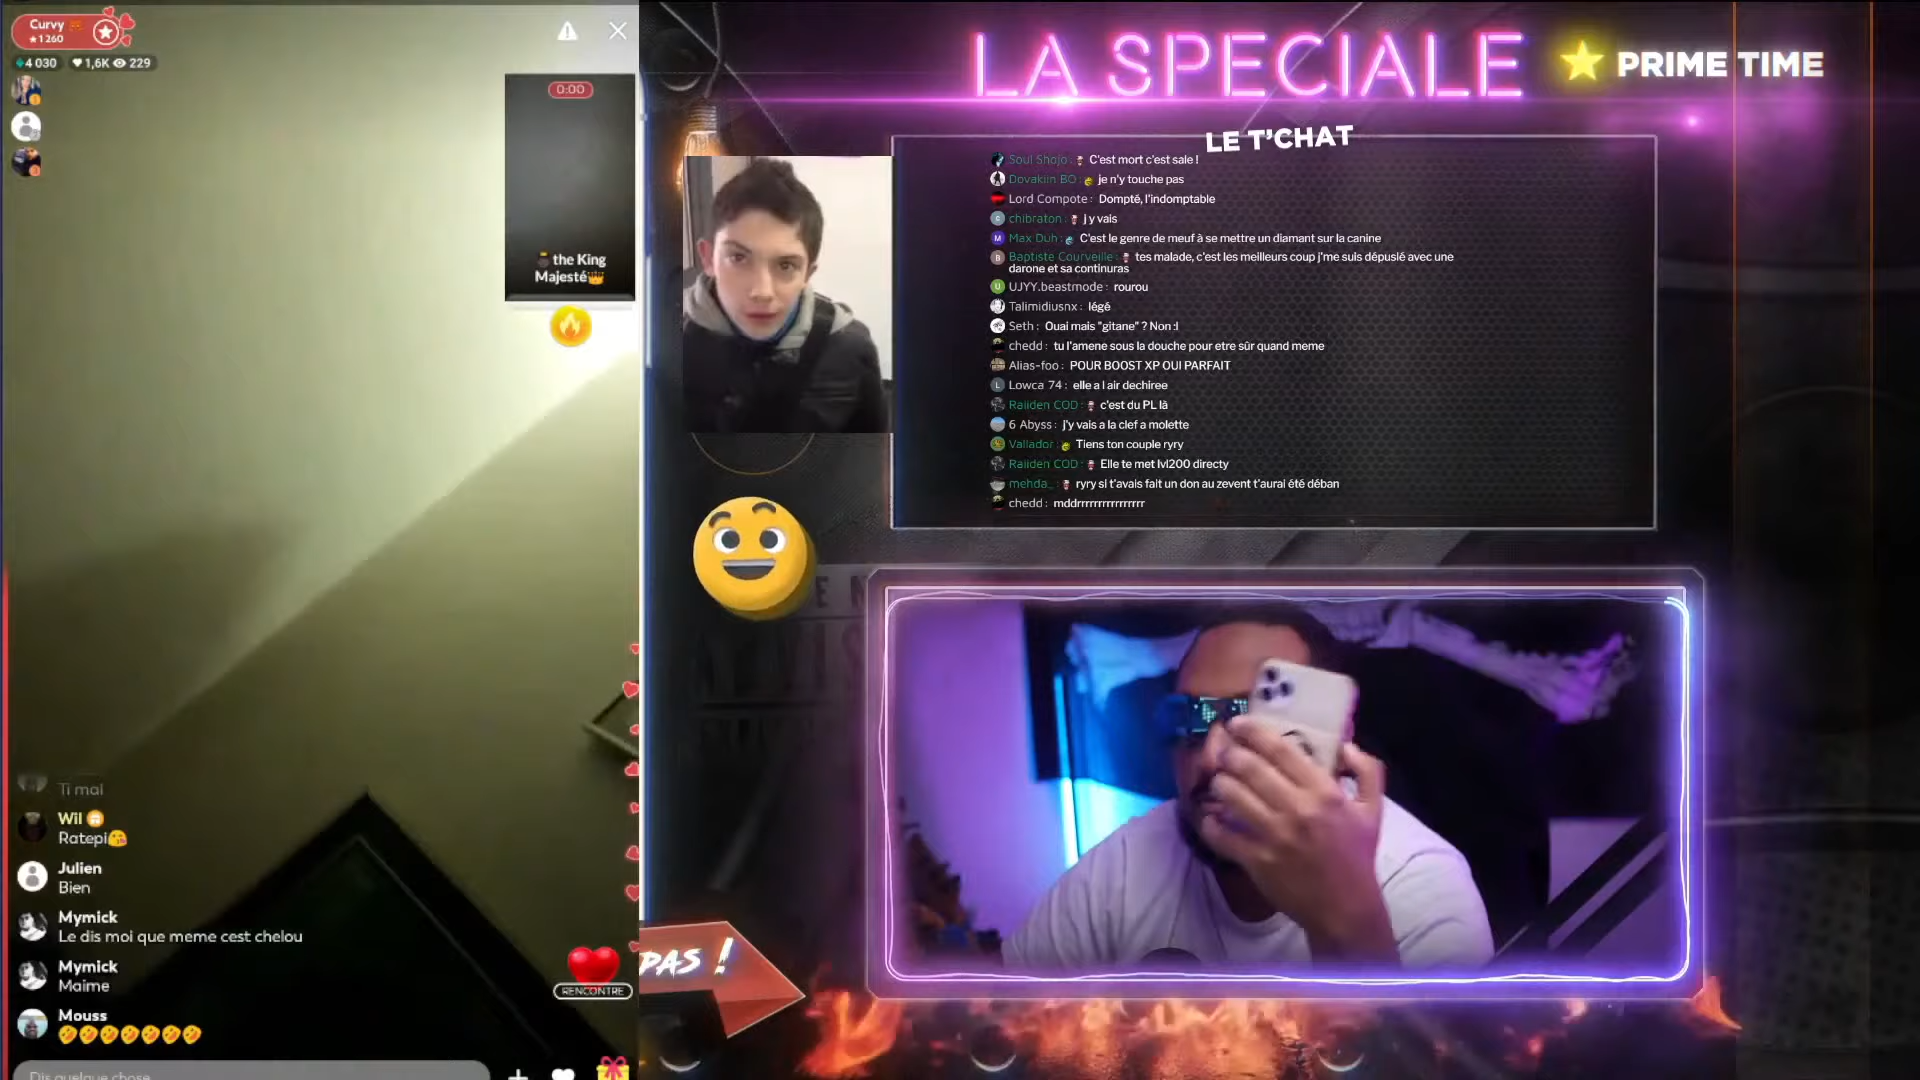 Curvy
★1260
4 030
1,6K 229
0:00
the King
Majesté
Ti mal
Wil
Ratepi😘
Julien
Bien
Mymick
Le dis moi que meme cest chelou
Mymick
Maime
Mouss
🤣🤣🤣🤣🤣🤣🤣
RENCONTRE
Dis quelque chose
LA SPECIALE
PRIME TIME
LE T'CHAT
Soul Shojo : C'est mort c'est sale !
Dovakiin BO : je n'y touche pas
Lord Compote : Dompté, l'indomptable
chibraton : j y vais
Max Duh : C'est le genre de meuf à se mettre un diamant sur la canine
Baptiste Courveille : tes malade, c'est les meilleurs coup j'me suis dépuslé avec une
darone et sa continuras
UJYY.beastmode : rourou
Talimidiusnx : légé
Seth : Ouai mais "gitane" ? Non :l
chedd : tu l'amene sous la douche pour etre sûr quand meme
Alias-foo : POUR BOOST XP OUI PARFAIT
Lowca 74 : elle a l air dechiree
Raiiden COD : c'est du PL là
6 Abyss : j'y vais a la clef a molette
Vallador : Tiens ton couple ryry
Raiiden COD : Elle te met lvl200 directy
mehda_ : ryry si t'avais fait un don au zevent t'aurai été déban
chedd : mddrrrrrrrrrrrrrrrr
PAS !